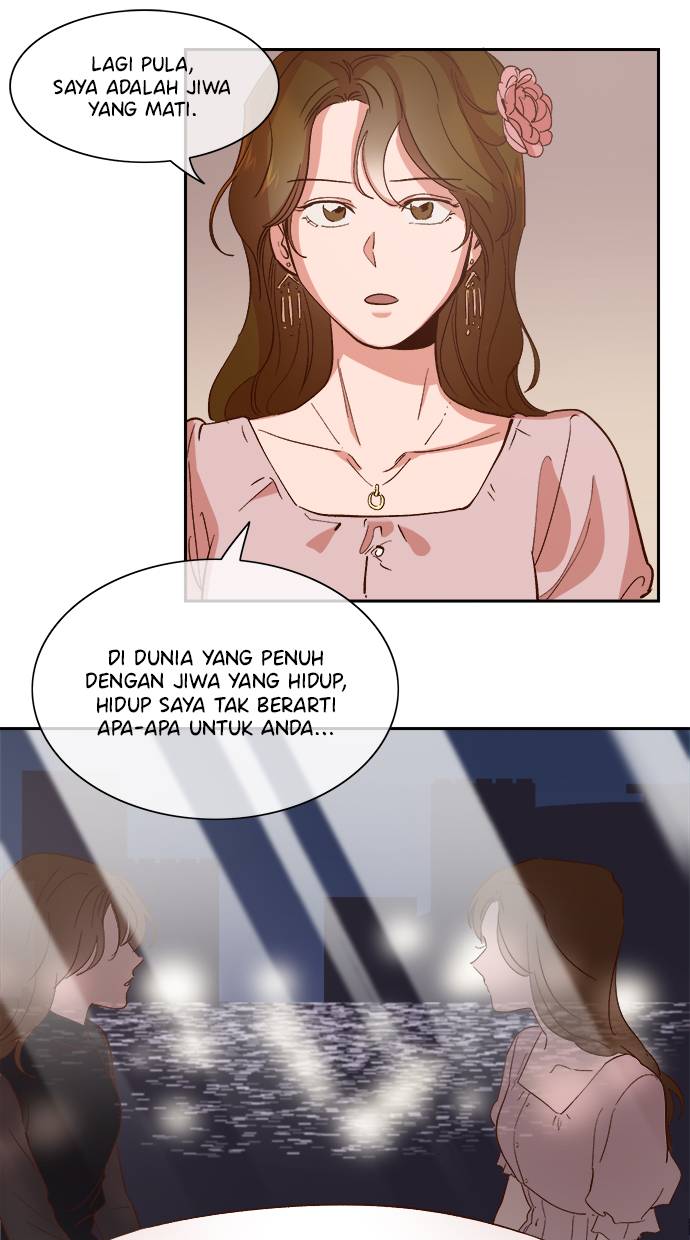 LAGI PULA,
SAYA ADALAH JIWA
YANG MATI.
DI DUNIA YANG PENUH
DENGAN JIWA YANG HIDUP,
HIDUP SAYA TAK BERARTI
APA-APA UNTUK ANDA...